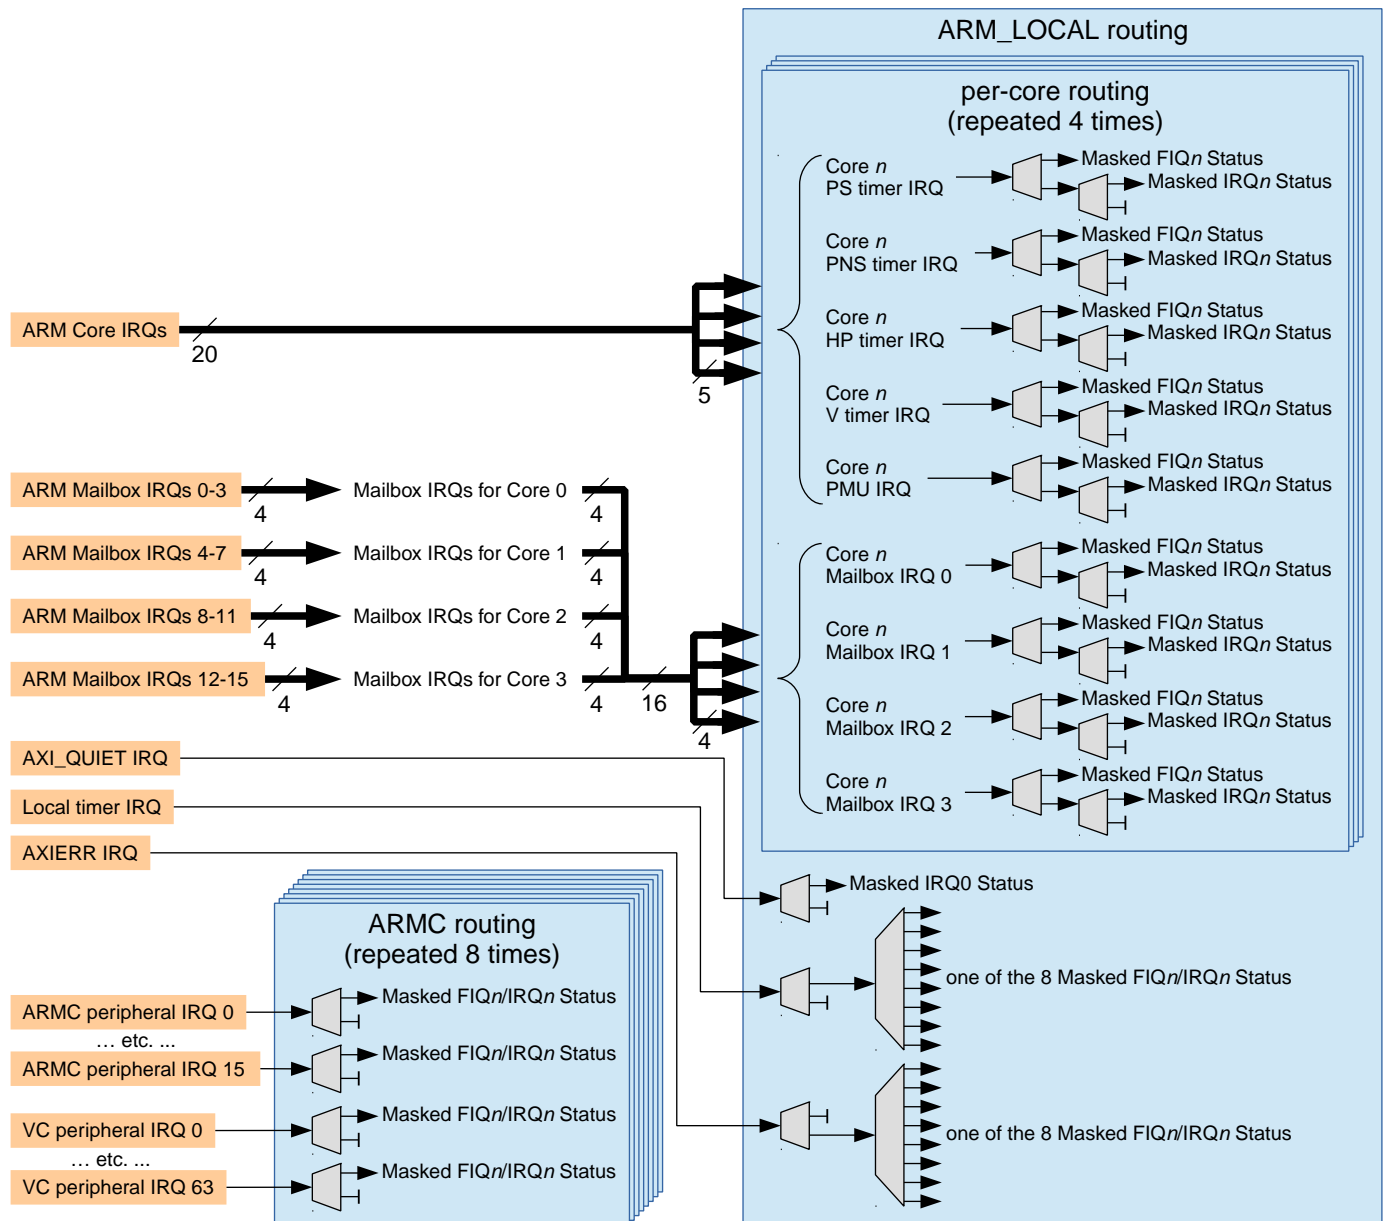 ARM_LOCAL routing
per-core routing
(repeated 4 times)
Core n
PS timer IRQ
Masked FIQn Status
Masked IRQn Status
Core n
PNS timer IRQ
Masked FIQn Status
Masked IRQn Status
ARM Core IRQs
20
5
Core n
HP timer IRQ
Masked FIQn Status
Masked IRQn Status
Core n
V timer IRQ
Masked FIQn Status
Masked IRQn Status
Core n
PMU IRQ
Masked FIQn Status
Masked IRQn Status
ARM Mailbox IRQs 0-3
4
Mailbox IRQs for Core 0
4
ARM Mailbox IRQs 4-7
4
Mailbox IRQs for Core 1
4
ARM Mailbox IRQs 8-11
4
Mailbox IRQs for Core 2
4
ARM Mailbox IRQs 12-15
4
Mailbox IRQs for Core 3
4
16
4
Core n
Mailbox IRQ 0
Masked FIQn Status
Masked IRQn Status
Core n
Mailbox IRQ 1
Masked FIQn Status
Masked IRQn Status
Core n
Mailbox IRQ 2
Masked FIQn Status
Masked IRQn Status
Core n
Mailbox IRQ 3
Masked FIQn Status
Masked IRQn Status
AXI_QUIET IRQ
Local timer IRQ
AXIERR IRQ
Masked IRQ0 Status
one of the 8 Masked FIQn/IRQn Status
one of the 8 Masked FIQn/IRQn Status
ARMC routing
(repeated 8 times)
ARMC peripheral IRQ 0
Masked FIQn/IRQn Status
... etc. ...
ARMC peripheral IRQ 15
Masked FIQn/IRQn Status
VC peripheral IRQ 0
Masked FIQn/IRQn Status
... etc. ...
VC peripheral IRQ 63
Masked FIQn/IRQn Status